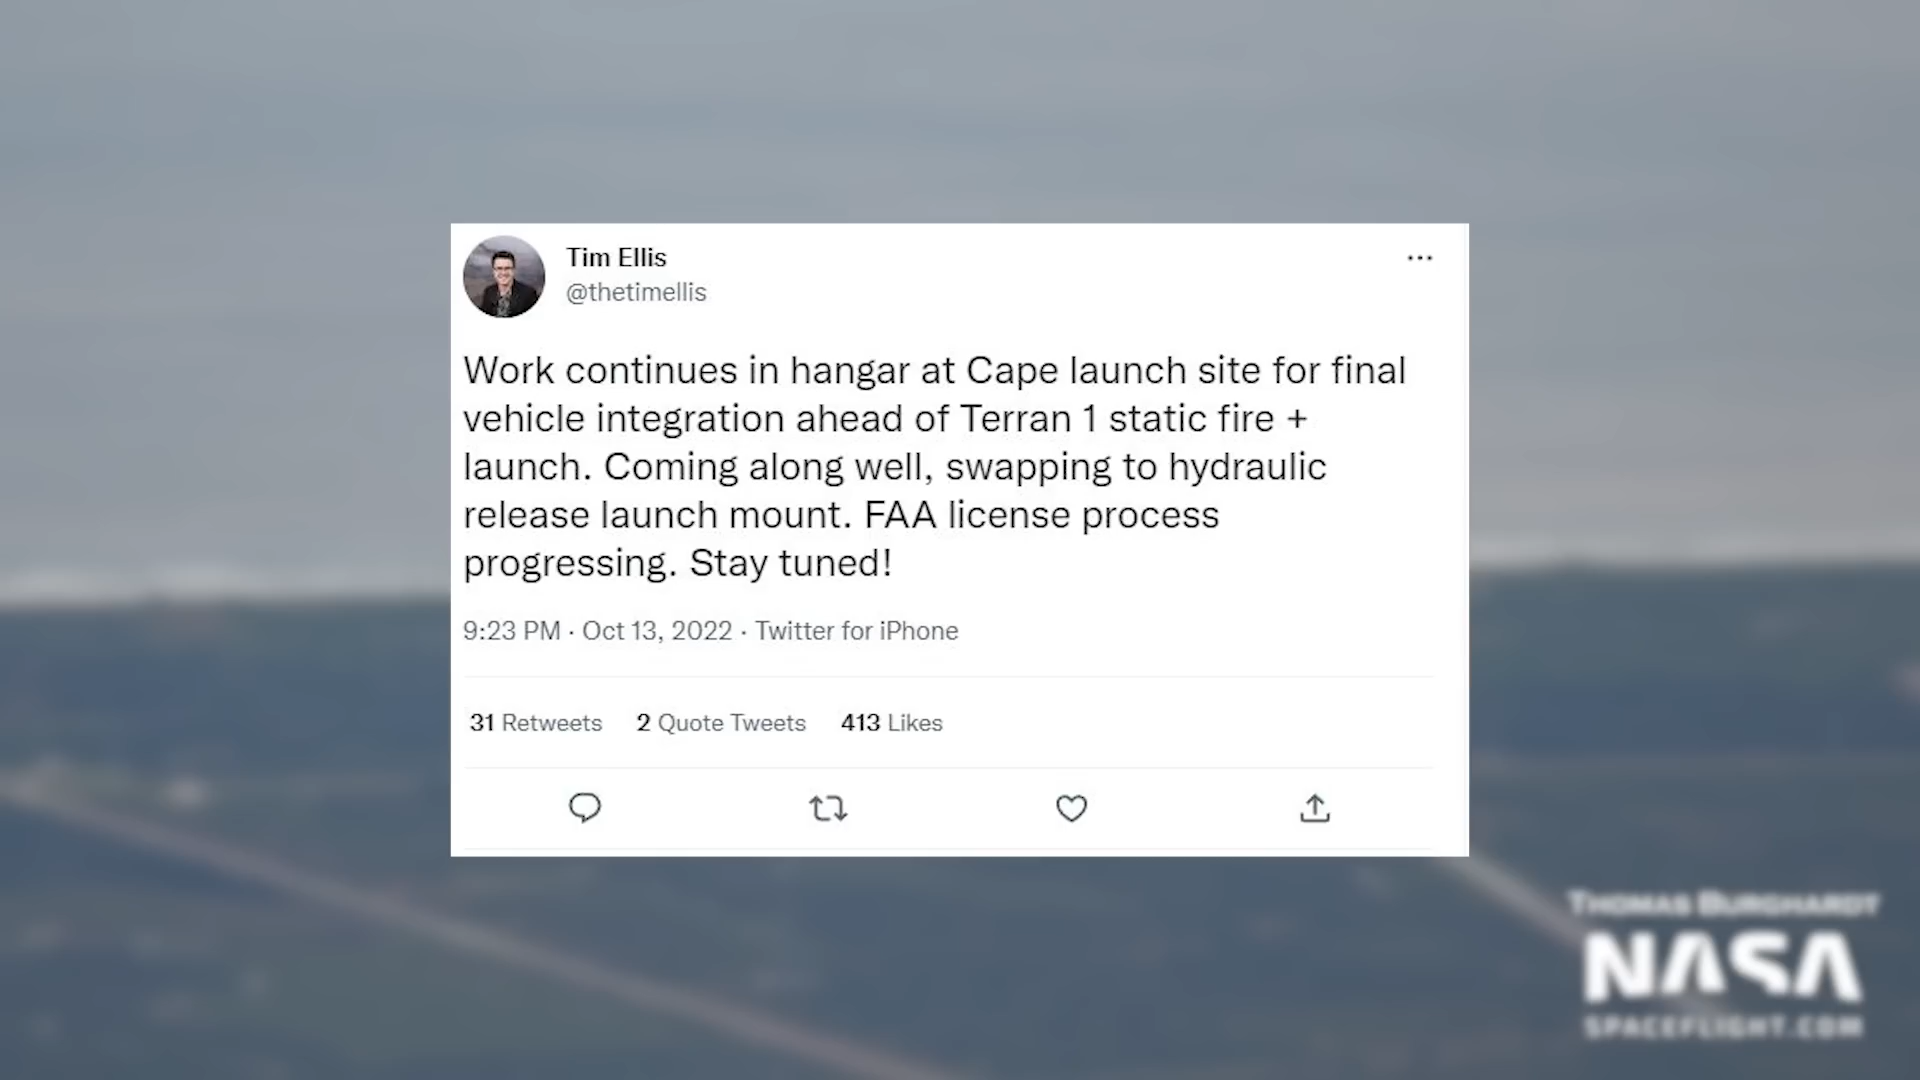 Tim Ellis
@thetimellis
Work continues in hangar at Cape launch site for final
vehicle integration ahead of Terran 1 static fire +
launch. Coming along well, swapping to hydraulic
release launch mount. FAA license process
progressing. Stay tuned!
9:23 PM · Oct 13, 2022 · Twitter for iPhone
31 Retweets 2 Quote Tweets 413 Likes
THOMAS BURGHARDT
NASA
SPACEFLIGHT.COM